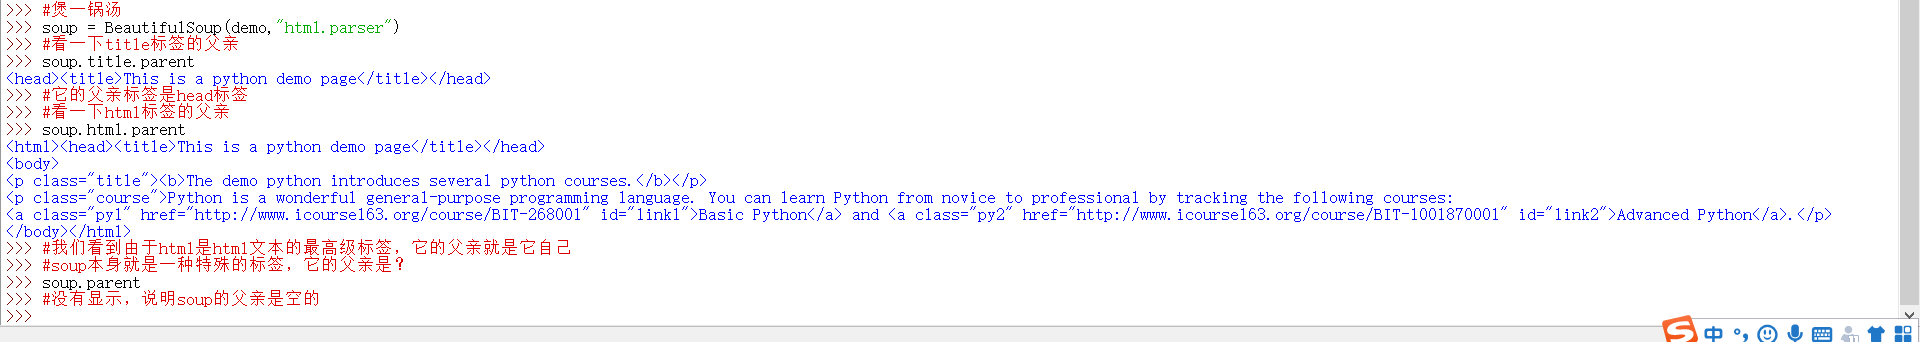 >>> #煲一锅汤
>>> soup = BeautifulSoup(demo,"html.parser")
>>> #看一下title标签的父亲
>>> soup.title.parent
<head><title>This is a python demo page</title></head>
>>> #它的父亲标签是head标签
>>> #看一下html标签的父亲
>>> soup.html.parent
<html><head><title>This is a python demo page</title></head>
<body>
<p class="title"><b>The demo python introduces several python courses.</b></p>
<p class="course">Python is a wonderful general-purpose programming language. You can learn Python from novice to professional by tracking the following courses:
<a class="py1" href="http://www.icourse163.org/course/BIT-268001" id="link1">Basic Python</a> and <a class="py2" href="http://www.icourse163.org/course/BIT-1001870001" id="link2">Advanced Python</a>.</p>
</body></html>
>>> #我们看到由于html是html文本的最高级标签，它的父亲就是它自己
>>> #soup本身就是一种特殊的标签，它的父亲是？
>>> soup.parent
>>> #没有显示，说明soup的父亲是空的
>>>
S 中